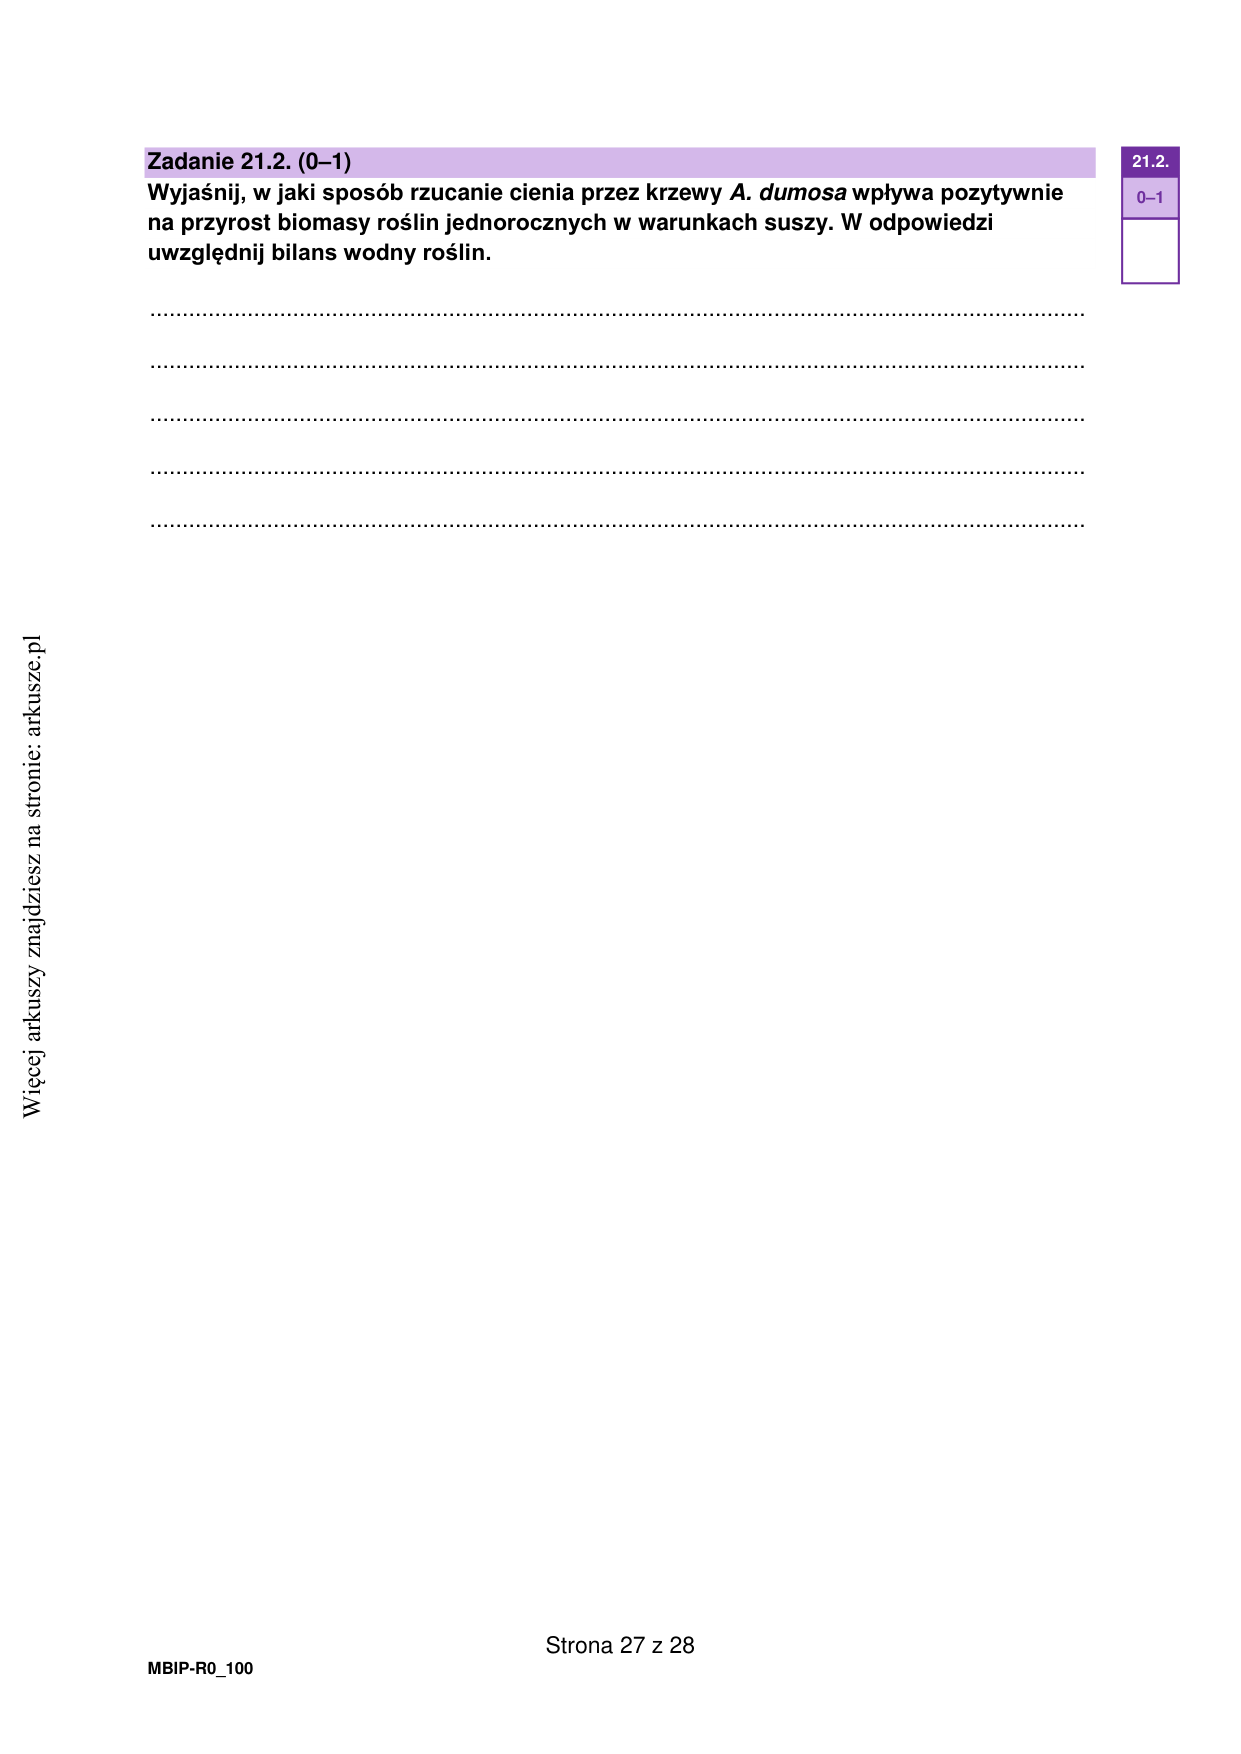 Zadanie 21.2. (0–1)
Wyjaśnij, w jaki sposób rzucanie cienia przez krzewy A. dumosa wpływa pozytywnie
na przyrost biomasy roślin jednorocznych w warunkach suszy. W odpowiedzi
uwzględnij bilans wodny roślin.
21.2.
0–1
Więcej arkuszy znajdziesz na stronie: arkusze.pl
Strona 27 z 28
MBIP-R0_100